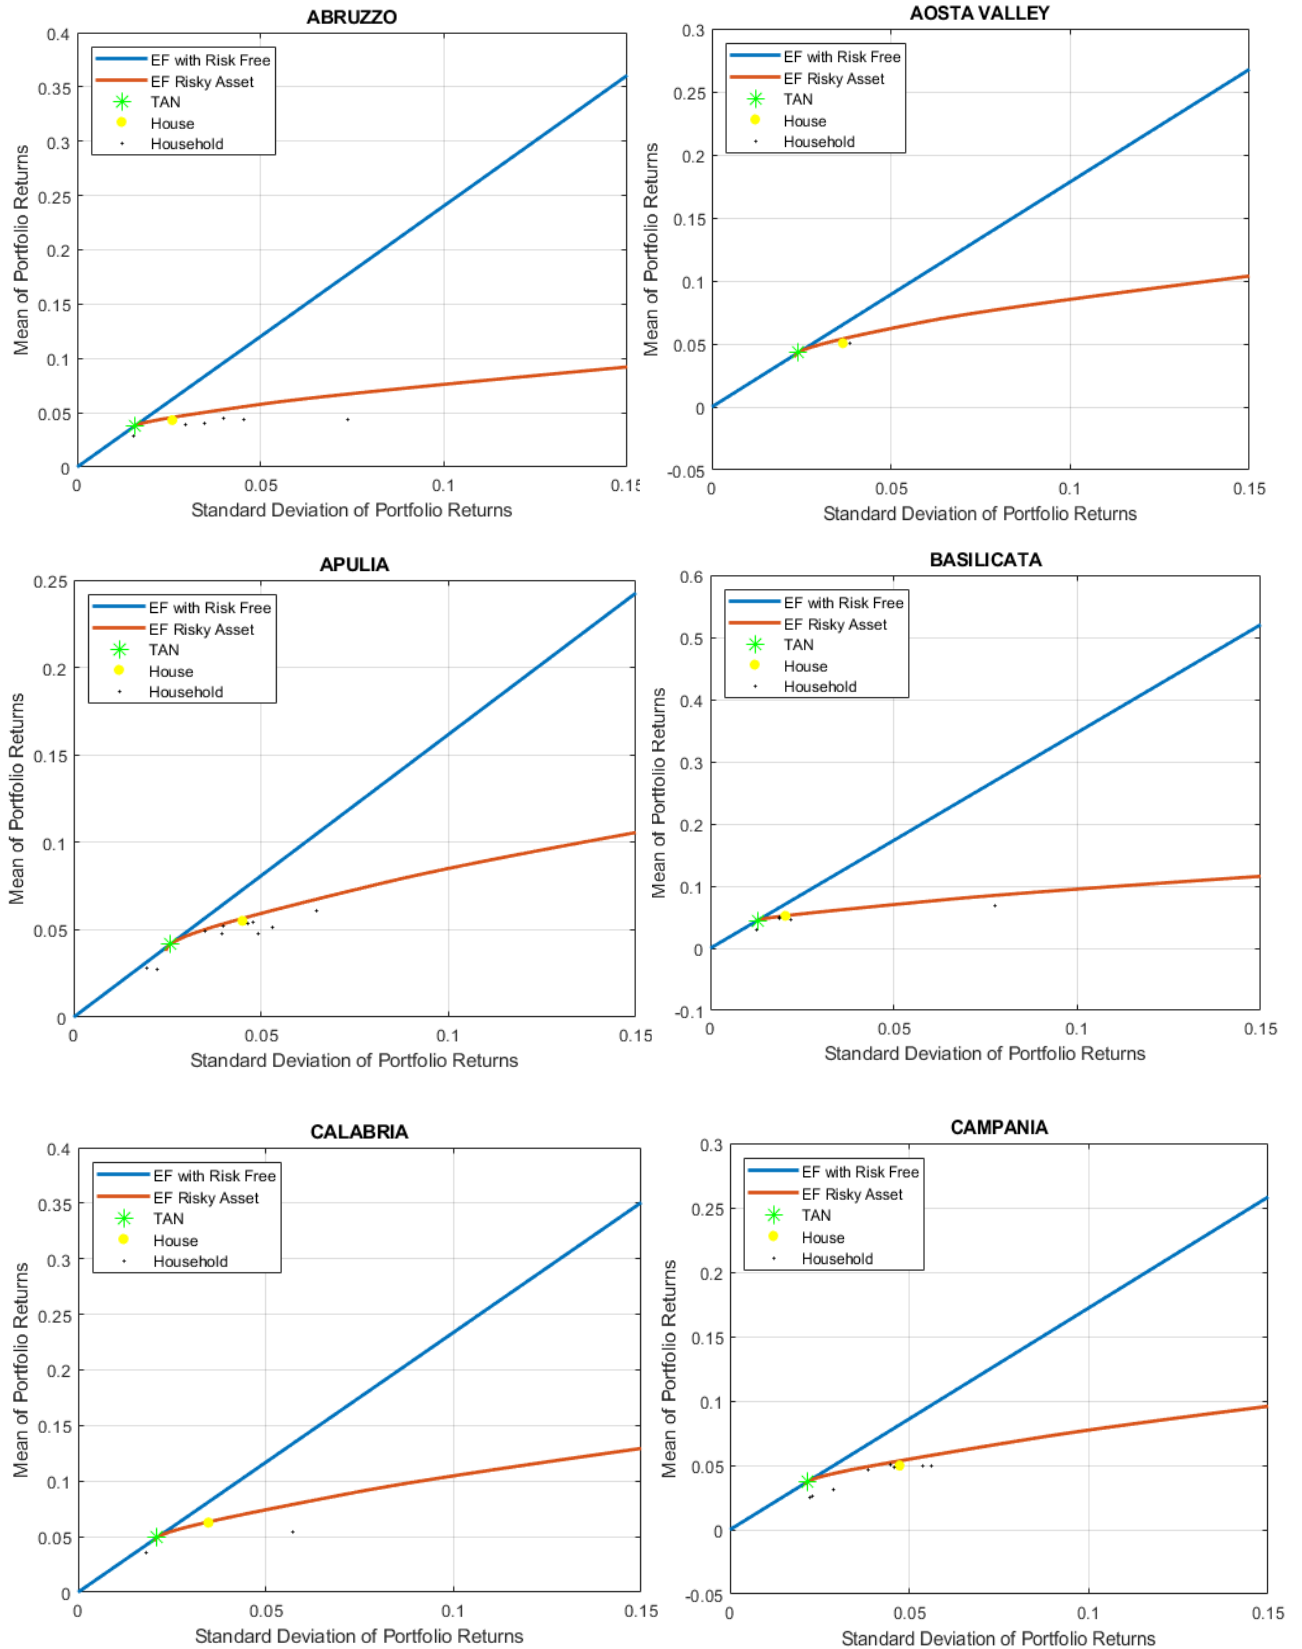 ABRUZZO
0.4
0.35
0.3
0.25
0.2
0.15
0.1
0.05
0
Mean of Portfolio Returns
EF with Risk Free
EF Risky Asset
TAN
House
Household
0 0.05 0.1 0.15
Standard Deviation of Portfolio Returns
AOSTA VALLEY
0.3
0.25
0.2
0.15
0.1
0.05
0
-0.05
Mean of Portfolio Returns
EF with Risk Free
EF Risky Asset
TAN
House
Household
0 0.05 0.1 0.15
Standard Deviation of Portfolio Returns
APULIA
0.25
0.2
0.15
0.1
0.05
0
Mean of Portfolio Returns
EF with Risk Free
EF Risky Asset
TAN
House
Household
0 0.05 0.1 0.15
Standard Deviation of Portfolio Returns
BASILICATA
0.6
0.5
0.4
0.3
0.2
0.1
0
-0.1
Mean of Portfolio Returns
EF with Risk Free
EF Risky Asset
TAN
House
Household
0 0.05 0.1 0.15
Standard Deviation of Portfolio Returns
CALABRIA
0.4
0.35
0.3
0.25
0.2
0.15
0.1
0.05
0
Mean of Portfolio Returns
EF with Risk Free
EF Risky Asset
TAN
House
Household
0 0.05 0.1 0.15
Standard Deviation of Portfolio Returns
CAMPANIA
0.3
0.25
0.2
0.15
0.1
0.05
0
-0.05
Mean of Portfolio Returns
EF with Risk Free
EF Risky Asset
TAN
House
Household
0 0.05 0.1 0.15
Standard Deviation of Portfolio Returns